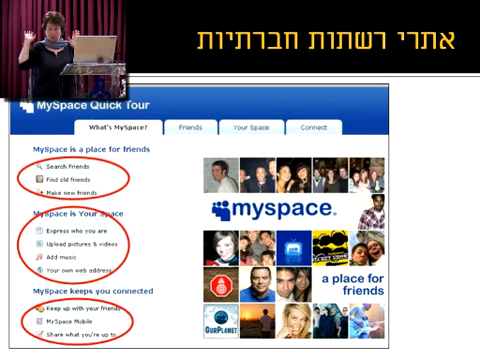 אתרי רשתות חברתיות
MySpace Quick Tour
What's MySpace?
Friends
Your Space
Connect
MySpace is a place for friends
Search Friends
Find old friends
Make new friends
MySpace is Your Space
Express who you are
Upload pictures & videos
Add music
Your own web address
MySpace keeps you connected
Keep up with your friends
MySpace Mobile
Share what you're up to
myspace.
a place for
friends
OURPLANET